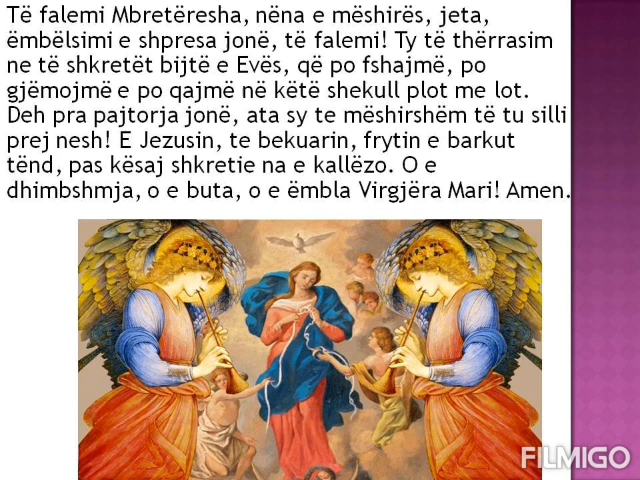 Të falemi Mbretëresha, nëna e mëshirës, jeta,
ëmbëlsimi e shpresa jonë, të falemi! Ty të thërrasim
ne të shkretët bijtë e Evës, që po fshajmë, po
gjëmojmë e po qajmë në këtë shekull plot me lot.
Deh pra pajtorja jonë, ata sy te mëshirshëm të tu silli
prej nesh! E Jezusin, te bekuarin, frytin e barkut
tënd, pas kësaj shkretie na e kallëzo. O e
dhimbshmja, o e buta, o e ëmbla Virgjëra Mari! Amen.
FILMIGO